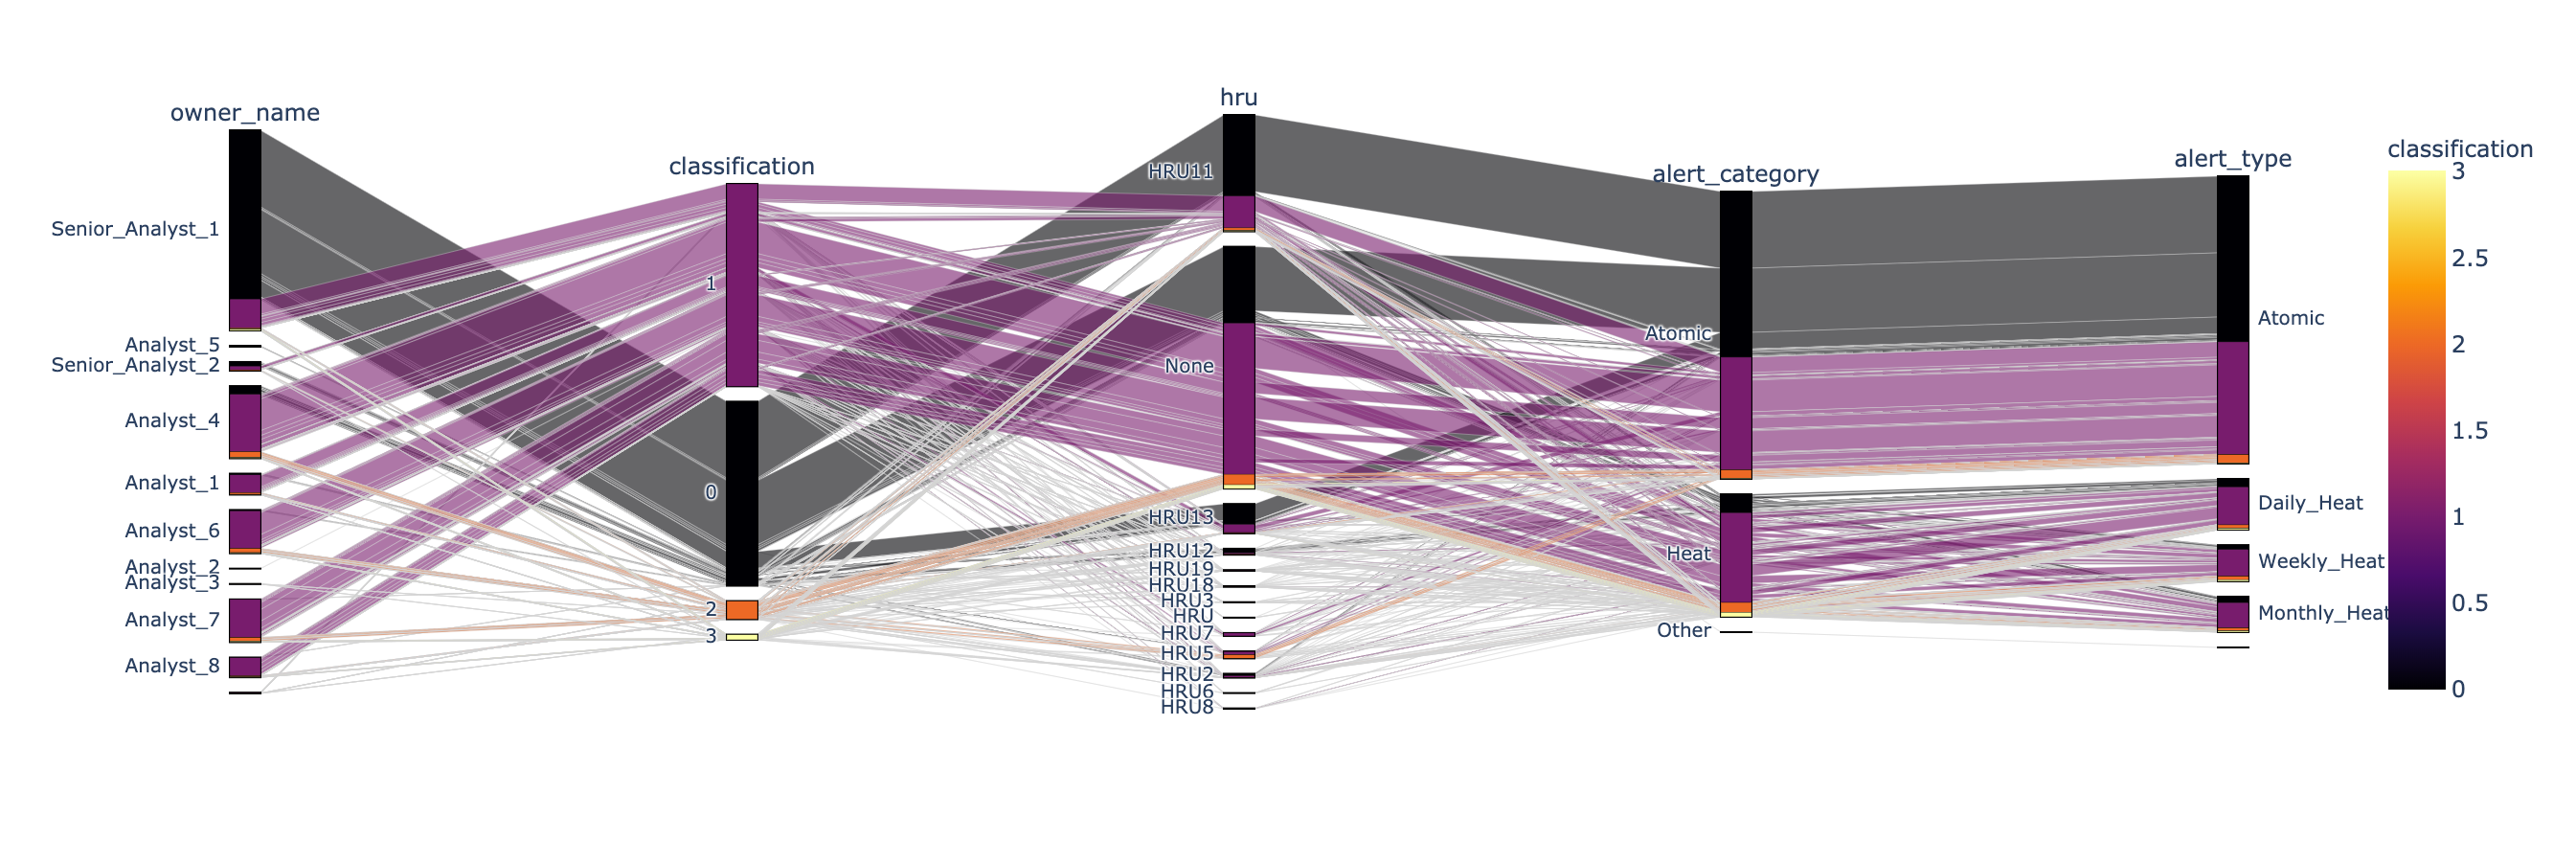 owner_name
Senior_Analyst_1
Analyst_5
Senior_Analyst_2
Analyst_4
Analyst_1
Analyst_6
Analyst_2
Analyst_3
Analyst_7
Analyst_8
classification
1
0
2
3
hru
HRU11
None
HRU13
HRU12
HRU19
HRU18
HRU3
HRU
HRU7
HRU5
HRU2
HRU6
HRU8
alert_category
Atomic
Heat
Other
alert_type
Atomic
Daily_Heat
Weekly_Heat
Monthly_Heat
classification
3
2.5
2
1.5
1
0.5
0